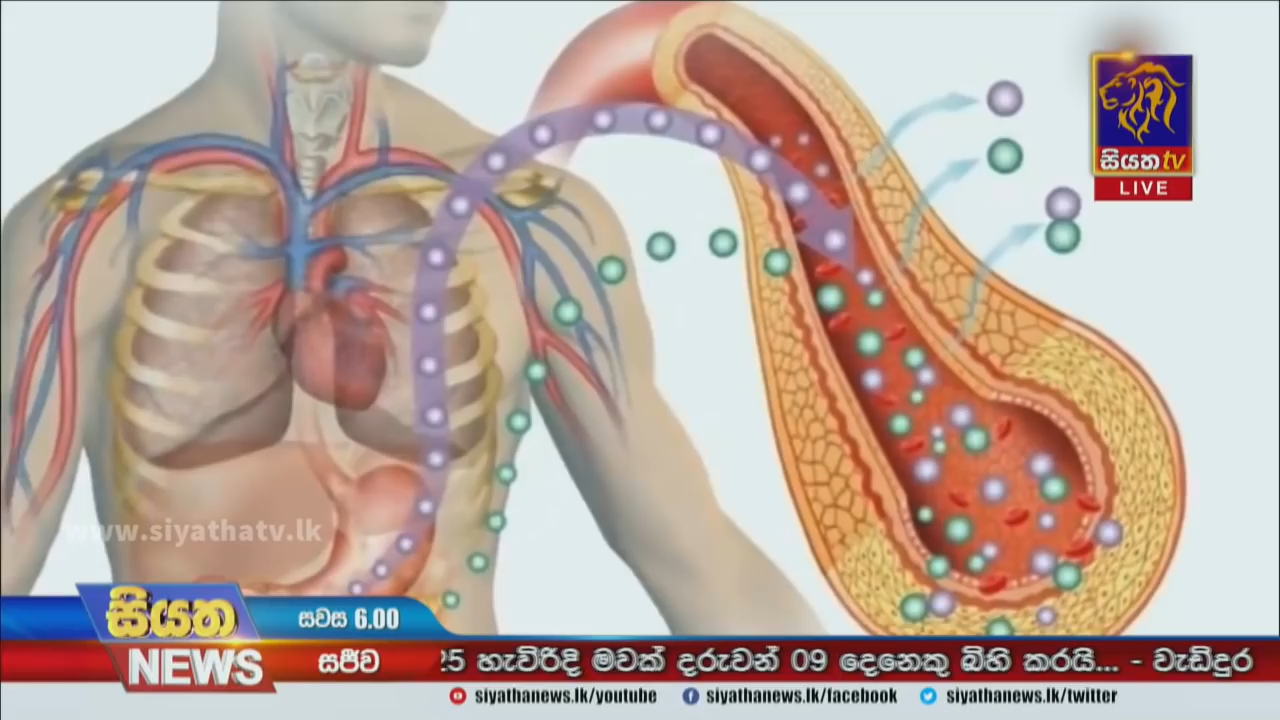 සියත tv
LIVE
www.siyathatv.lk
සියත
NEWS
සවස 6.00
සජීව
25 හැවිරිදි මවක් දරුවන් 09 දෙනෙකු බිහි කරයි... - වැඩිදුර
siyathanews.lk/youtube siyathanews.lk/facebook siyathanews.lk/twitter